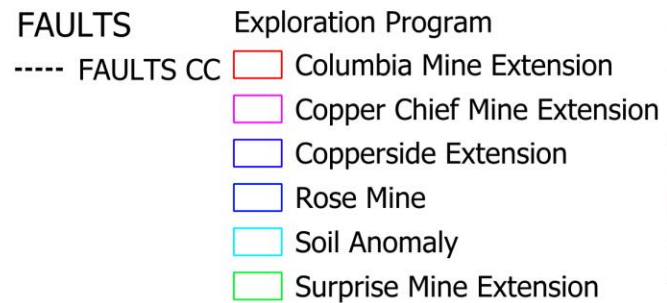 FAULTS
FAULTS CC
Exploration Program
Columbia Mine Extension
Copper Chief Mine Extension
Copperside Extension
Rose Mine
Soil Anomaly
Surprise Mine Extension